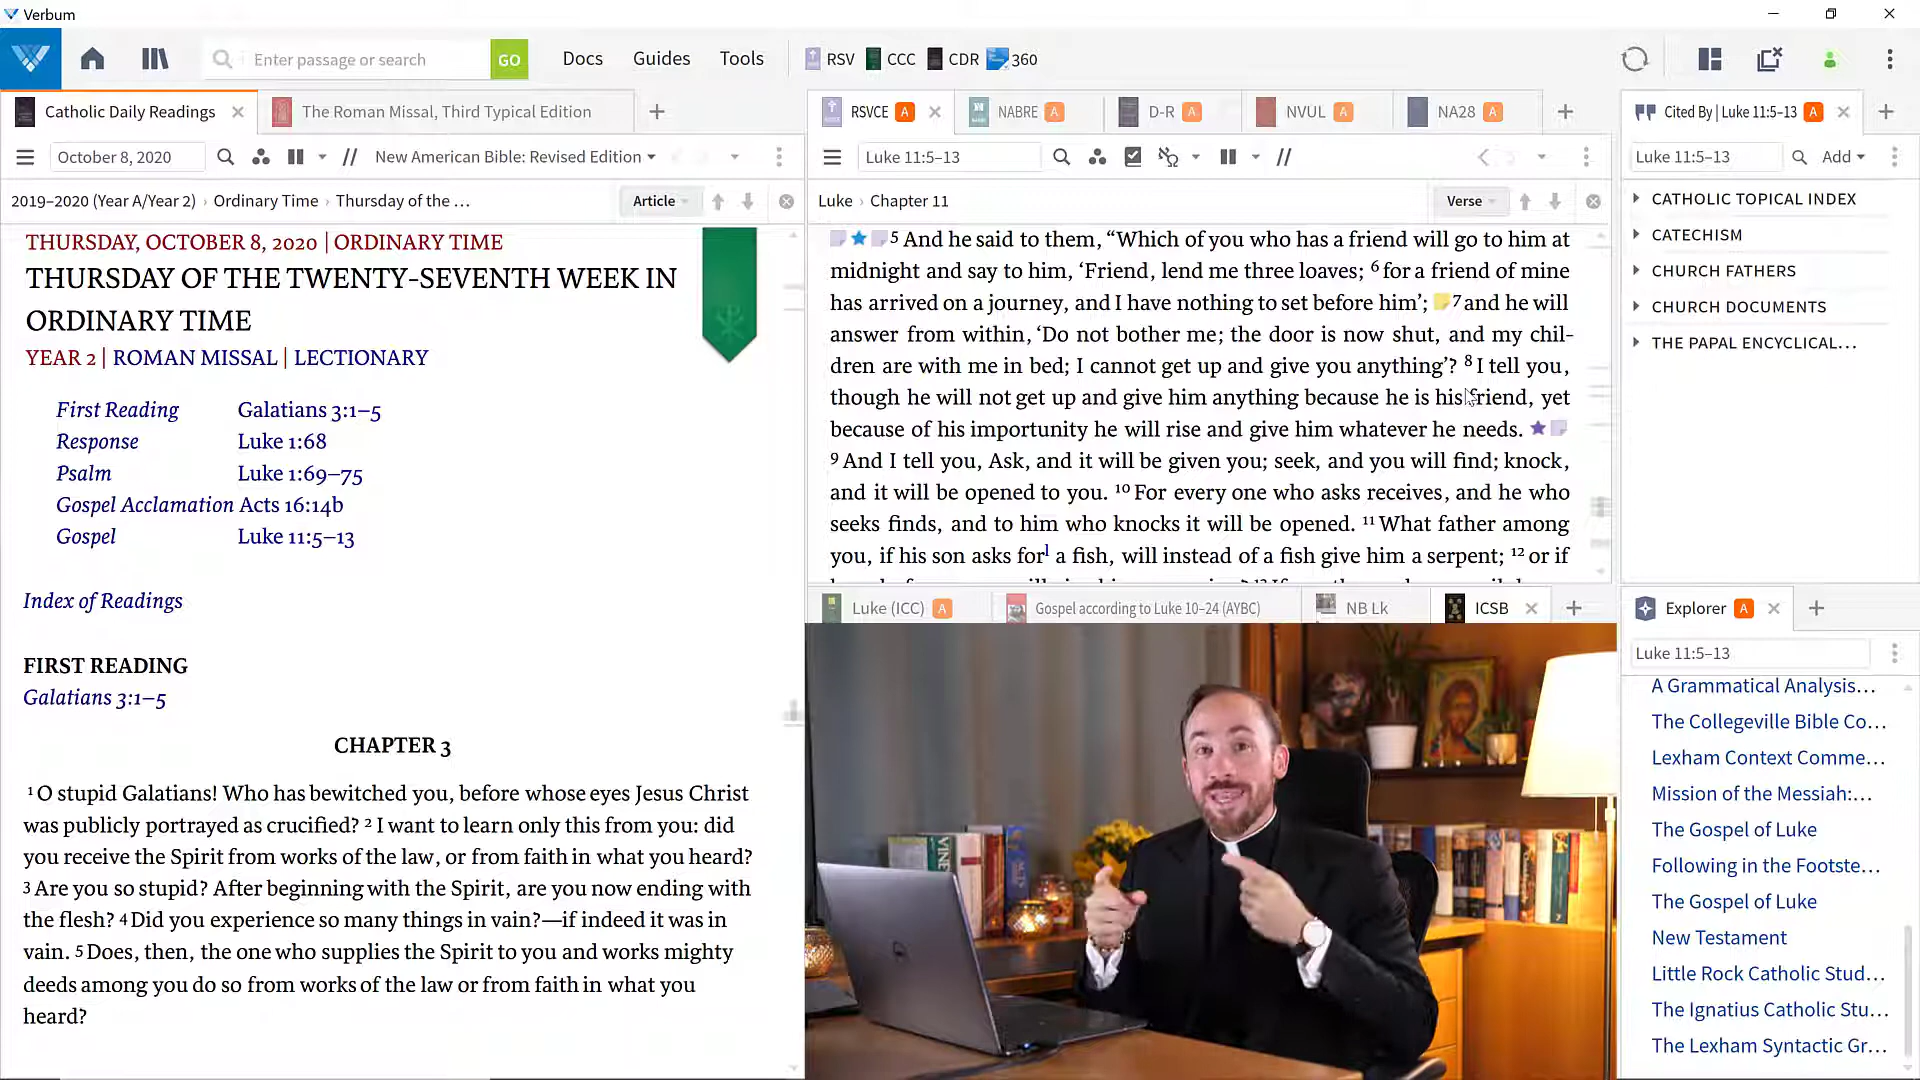 Verbum
Enter passage or search
GO
Docs
Guides
Tools
RSV
CCC
CDR
360
Catholic Daily Readings
The Roman Missal, Third Typical Edition
October 8, 2020
New American Bible: Revised Edition
2019–2020 (Year A/Year 2) › Ordinary Time › Thursday of the …
Article
THURSDAY, OCTOBER 8, 2020 | ORDINARY TIME
THURSDAY OF THE TWENTY-SEVENTH WEEK IN
ORDINARY TIME
YEAR 2 | ROMAN MISSAL | LECTIONARY
First Reading Galatians 3:1–5
Response Luke 1:68
Psalm Luke 1:69–75
Gospel Acclamation Acts 16:14b
Gospel Luke 11:5–13
Index of Readings
FIRST READING
Galatians 3:1–5
CHAPTER 3
1 O stupid Galatians! Who has bewitched you, before whose eyes Jesus Christ
was publicly portrayed as crucified? 2 I want to learn only this from you: did
you receive the Spirit from works of the law, or from faith in what you heard?
3 Are you so stupid? After beginning with the Spirit, are you now ending with
the flesh? 4 Did you experience so many things in vain?—if indeed it was in
vain. 5 Does, then, the one who supplies the Spirit to you and works mighty
deeds among you do so from works of the law or from faith in what you
heard?
RSVCE A
NABRE A
D-R A
NVUL A
NA28 A
Luke 11:5–13
Luke › Chapter 11
Verse
5 And he said to them, “Which of you who has a friend will go to him at
midnight and say to him, ‘Friend, lend me three loaves; 6 for a friend of mine
has arrived on a journey, and I have nothing to set before him’; 7 and he will
answer from within, ‘Do not bother me; the door is now shut, and my chil-
dren are with me in bed; I cannot get up and give you anything’? 8 I tell you,
though he will not get up and give him anything because he is his friend, yet
because of his importunity he will rise and give him whatever he needs.
9 And I tell you, Ask, and it will be given you; seek, and you will find; knock,
and it will be opened to you. 10 For every one who asks receives, and he who
seeks finds, and to him who knocks it will be opened. 11 What father among
you, if his son asks for l a fish, will instead of a fish give him a serpent; 12 or if
Luke (ICC) A
Gospel according to Luke 10–24 (AYBC)
NB Lk
ICSB
Cited By | Luke 11:5–13 A
Luke 11:5–13
Add
CATHOLIC TOPICAL INDEX
CATECHISM
CHURCH FATHERS
CHURCH DOCUMENTS
THE PAPAL ENCYCLICAL…
Explorer A
Luke 11:5–13
A Grammatical Analysis…
The Collegeville Bible Co…
Lexham Context Comme…
Mission of the Messiah:…
The Gospel of Luke
Following in the Footste…
The Gospel of Luke
New Testament
Little Rock Catholic Stud…
The Ignatius Catholic Stu…
The Lexham Syntactic Gr…